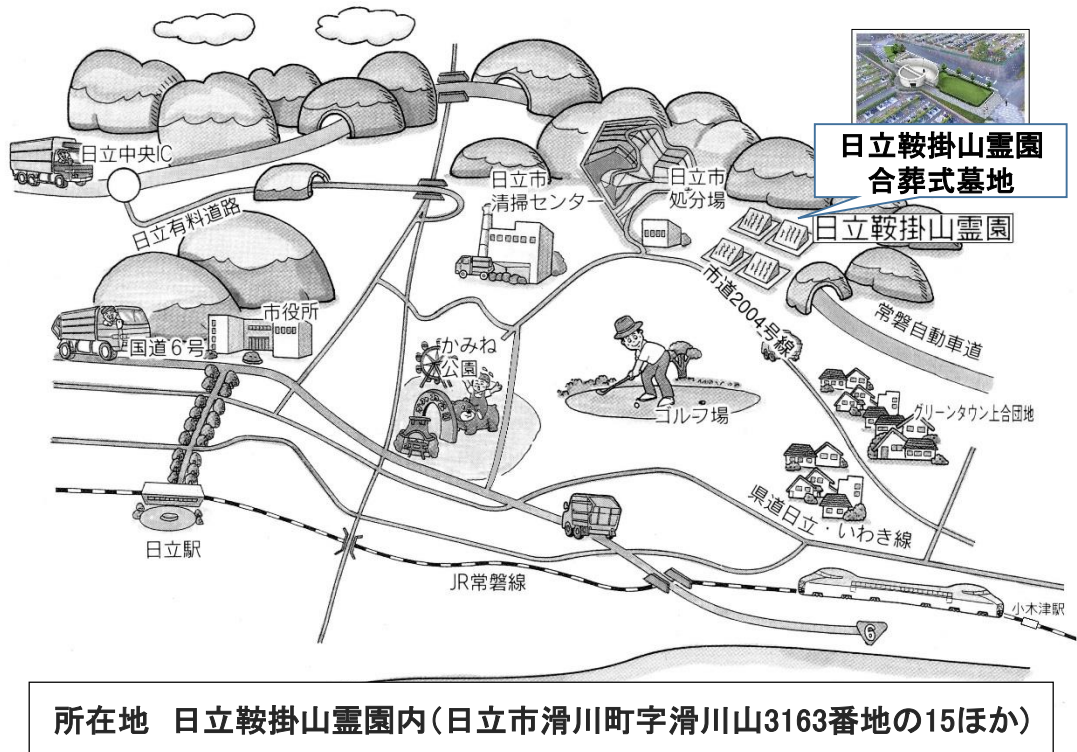 日立鞍掛山霊園
合葬式墓地
日立中央IC
日立有料道路
日立市
清掃センター
日立市
処分場
日立鞍掛山霊園
市道2004号線
常磐自動車道
市役所
国道6号
かみね
公園
ゴルフ場
グリーンタウン上合団地
県道日立・いわき線
日立駅
JR常磐線
小木津駅
6
所在地 日立鞍掛山霊園内(日立市滑川町字滑川山3163番地の15ほか)